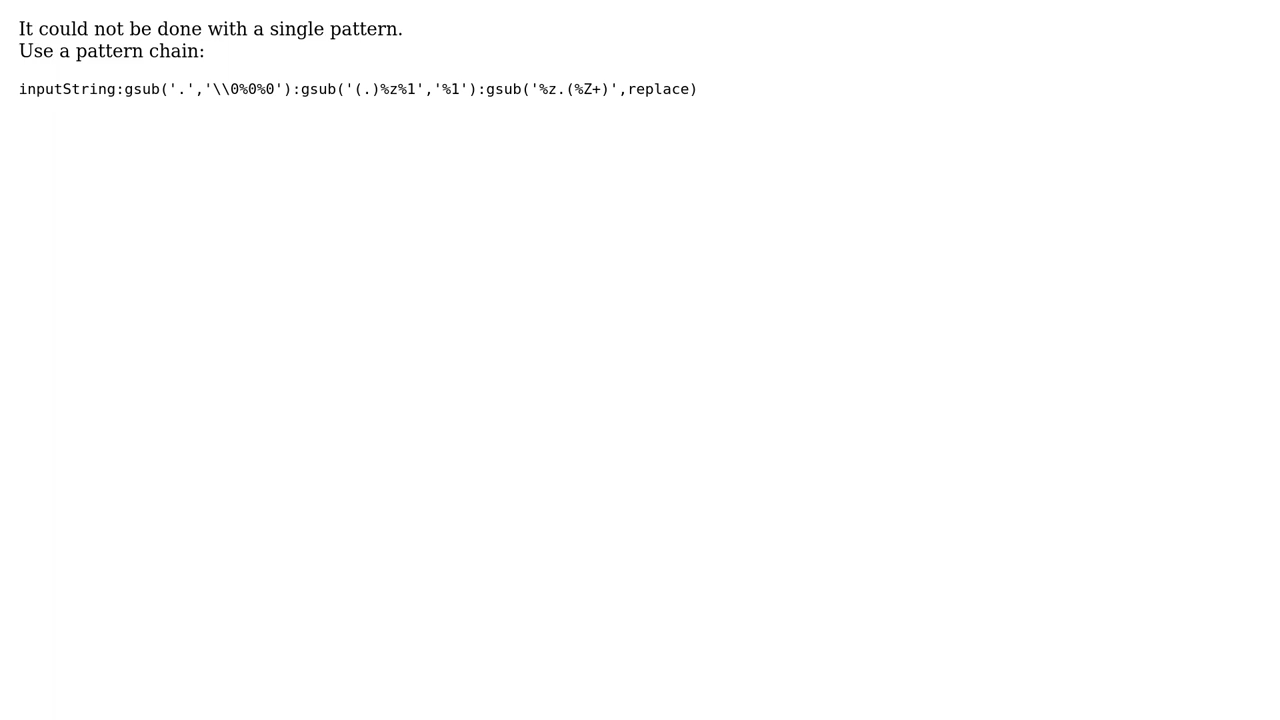 It could not be done with a single pattern.
Use a pattern chain:
inputString:gsub('.','\\0%0%0'):gsub('(.)%z%1','%1'):gsub('%z.(%Z+)',replace)